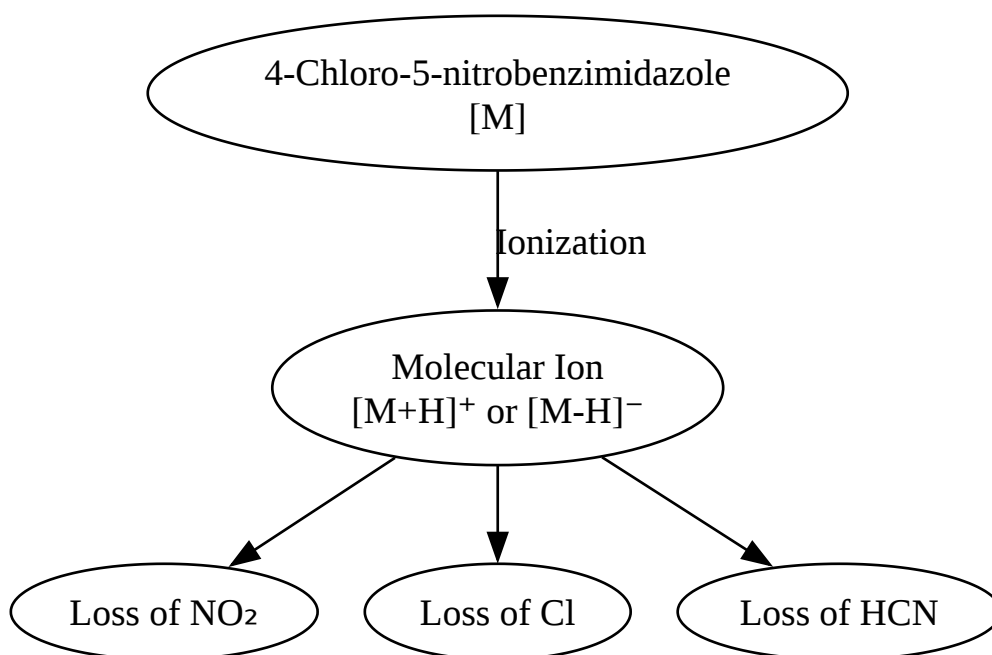 4-Chloro-5-nitrobenzimidazole
[M]
Ionization
Molecular Ion
[M+H]⁺ or [M-H]⁻
Loss of NO₂
Loss of Cl
Loss of HCN